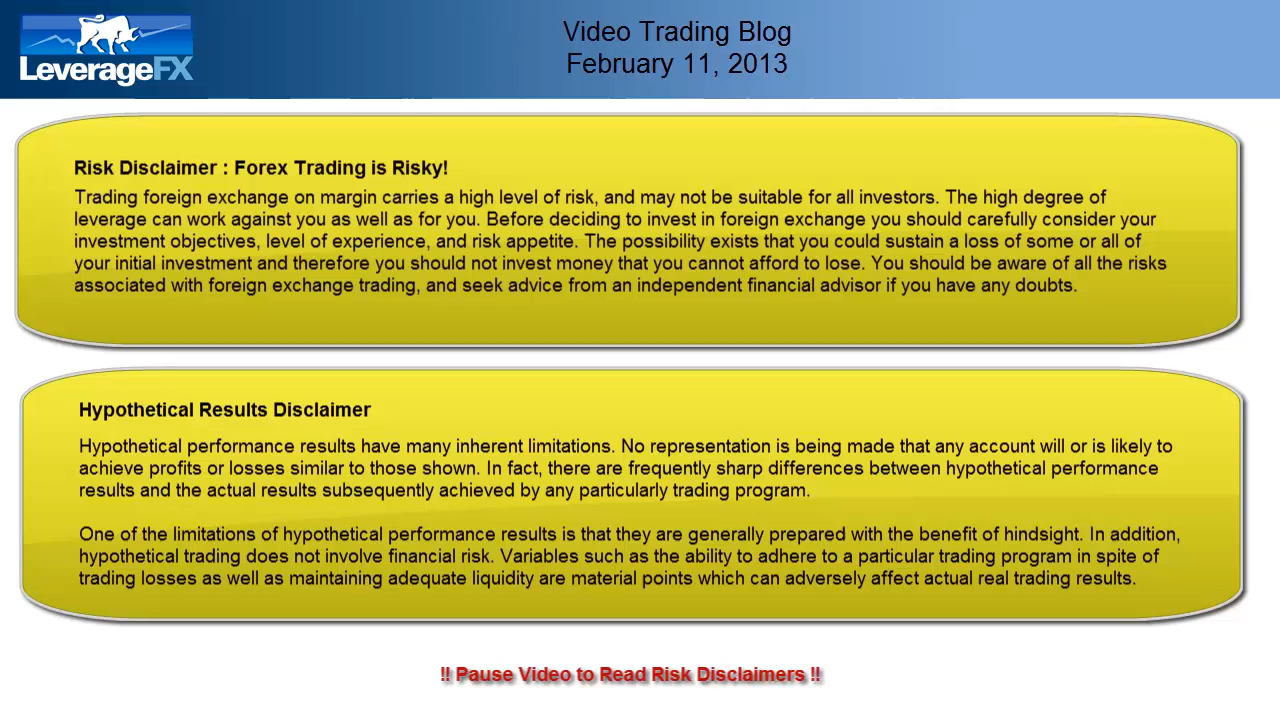 LeverageFX
Video Trading Blog
February 11, 2013
Risk Disclaimer : Forex Trading is Risky!
Trading foreign exchange on margin carries a high level of risk, and may not be suitable for all investors. The high degree of
leverage can work against you as well as for you. Before deciding to invest in foreign exchange you should carefully consider your
investment objectives, level of experience, and risk appetite. The possibility exists that you could sustain a loss of some or all of
your initial investment and therefore you should not invest money that you cannot afford to lose. You should be aware of all the risks
associated with foreign exchange trading, and seek advice from an independent financial advisor if you have any doubts.
Hypothetical Results Disclaimer
Hypothetical performance results have many inherent limitations. No representation is being made that any account will or is likely to
achieve profits or losses similar to those shown. In fact, there are frequently sharp differences between hypothetical performance
results and the actual results subsequently achieved by any particularly trading program.
One of the limitations of hypothetical performance results is that they are generally prepared with the benefit of hindsight. In addition,
hypothetical trading does not involve financial risk. Variables such as the ability to adhere to a particular trading program in spite of
trading losses as well as maintaining adequate liquidity are material points which can adversely affect actual real trading results.
!! Pause Video to Read Risk Disclaimers !!